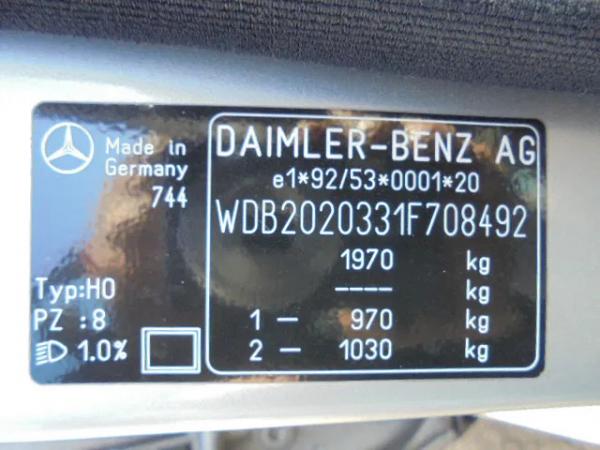 Made in
Germany
744
Typ:HO
PZ :8
1.0%
DAIMLER-BENZ AG
e1*92/53*0001*20
WDB2020331F708492
1970 kg
---- kg
1 - 970 kg
2 - 1030 kg